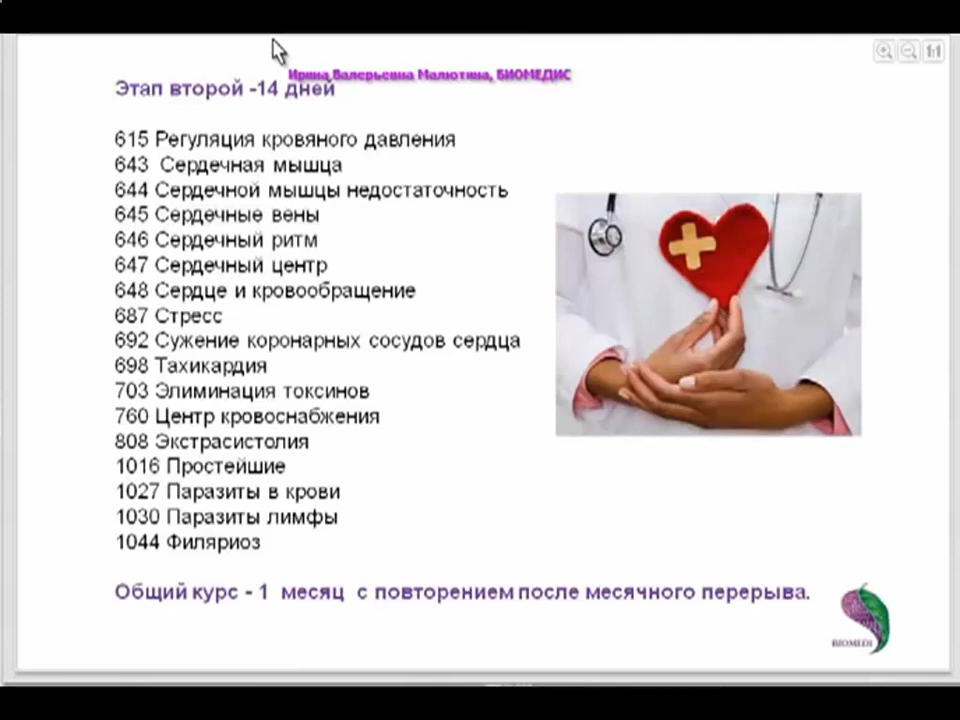 Ирина Валерьевна Малютина, БИОМЕДИС
Этап второй -14 дней
615 Регуляция кровяного давления
643 Сердечная мышца
644 Сердечной мышцы недостаточность
645 Сердечные вены
646 Сердечный ритм
647 Сердечный центр
648 Сердце и кровообращение
687 Стресс
692 Сужение коронарных сосудов сердца
698 Тахикардия
703 Элиминация токсинов
760 Центр кровоснабжения
808 Экстрасистолия
1016 Простейшие
1027 Паразиты в крови
1030 Паразиты лимфы
1044 Филяриоз
Общий курс - 1 месяц с повторением после месячного перерыва.
BIOMEDI
1:1